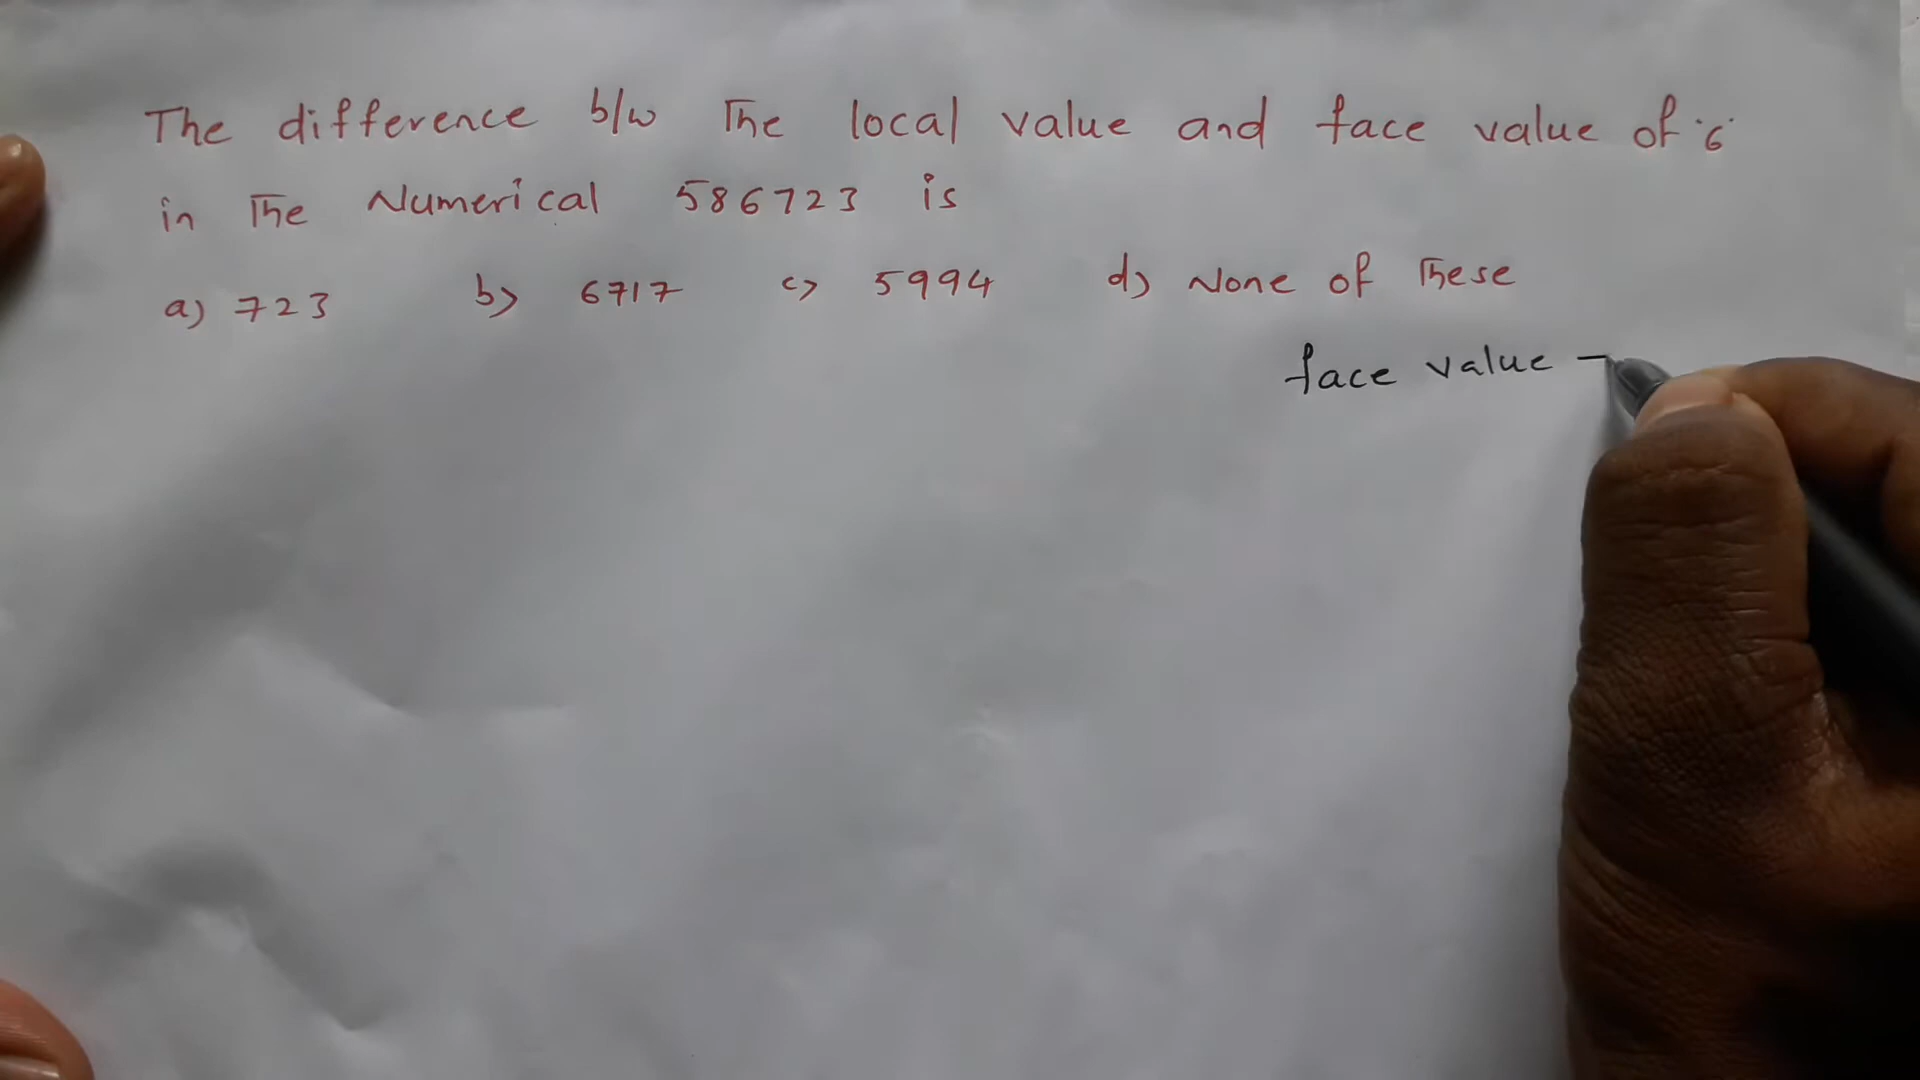 The difference b/w The local value and face value of '6'
in The Numerical 586723 is
a) 723 b) 6717 c) 5994 d) None of These
face value -